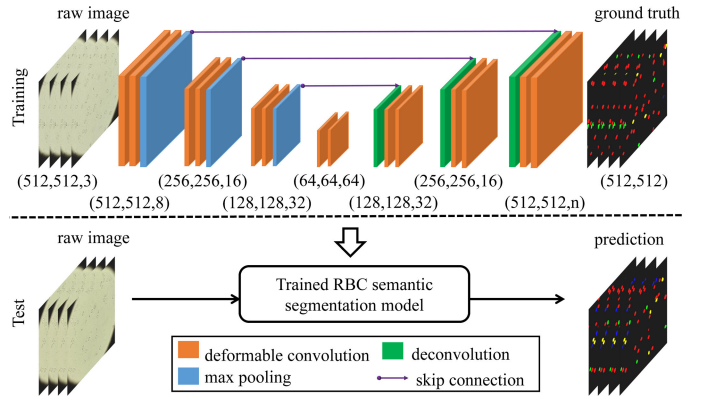 raw image
ground truth
Training
(512,512,3)
(256,256,16)
(64,64,64)
(256,256,16)
(512,512)
(512,512,8)
(128,128,32)
(128,128,32)
(512,512,n)
raw image
prediction
Test
Trained RBC semantic
segmentation model
deformable convolution
deconvolution
max pooling
skip connection